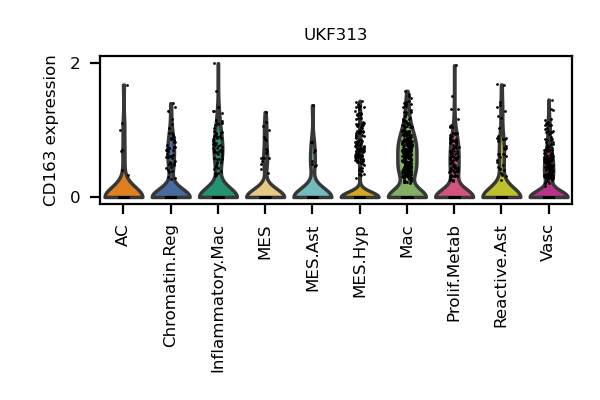 UKF313
CD163 expression
2
0
AC
Chromatin.Reg
Inflammatory.Mac
MES
MES.Ast
MES.Hyp
Mac
Prolif.Metab
Reactive.Ast
Vasc